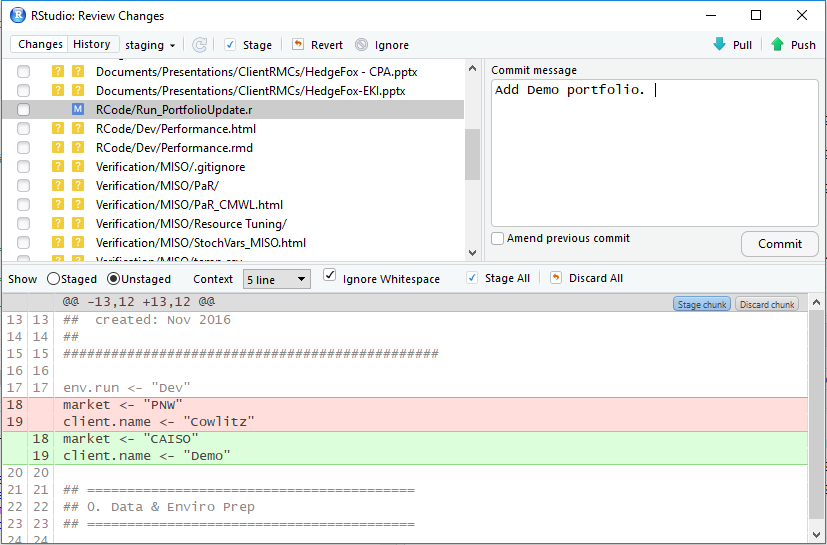 RStudio: Review Changes
Changes History staging Stage Revert Ignore Pull Push
? ? Documents/Presentations/ClientRMCs/HedgeFox - CPA.pptx
? ? Documents/Presentations/ClientRMCs/HedgeFox-EKI.pptx
M RCode/Run_PortfolioUpdate.r
? ? RCode/Dev/Performance.html
? ? RCode/Dev/Performance.rmd
? ? Verification/MISO/.gitignore
? ? Verification/MISO/PaR/
? ? Verification/MISO/PaR_CMWL.html
? ? Verification/MISO/Resource Tuning/
? ? Verification/MISO/StochVars_MISO.html
Verification/MISO/temp.csv
Commit message
Add Demo portfolio.
Amend previous commit
Commit
Show Staged Unstaged Context 5 line Ignore Whitespace Stage All Discard All
@@ -13,12 +13,12 @@ Stage chunk Discard chunk
13 13 ##  created: Nov 2016
14 14 ##
15 15 ###############################################
16 16
17 17 env.run <- "Dev"
18 market <- "PNW"
19 client.name <- "Cowlitz"
18 market <- "CAISO"
19 client.name <- "Demo"
20 20
21 21 ## =========================================
22 22 ## 0. Data & Enviro Prep
23 23 ## =========================================
24 24